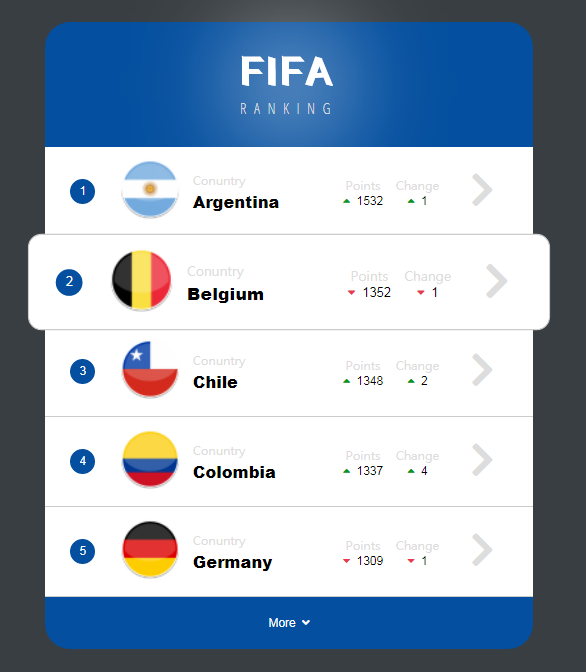 FIFA
RANKING
1
Conuntry
Points
Change
Argentina
1532
1
2
Conuntry
Points
Change
Belgium
1352
1
3
Conuntry
Points
Change
Chile
1348
2
4
Conuntry
Points
Change
Colombia
1337
4
5
Conuntry
Points
Change
Germany
1309
1
More